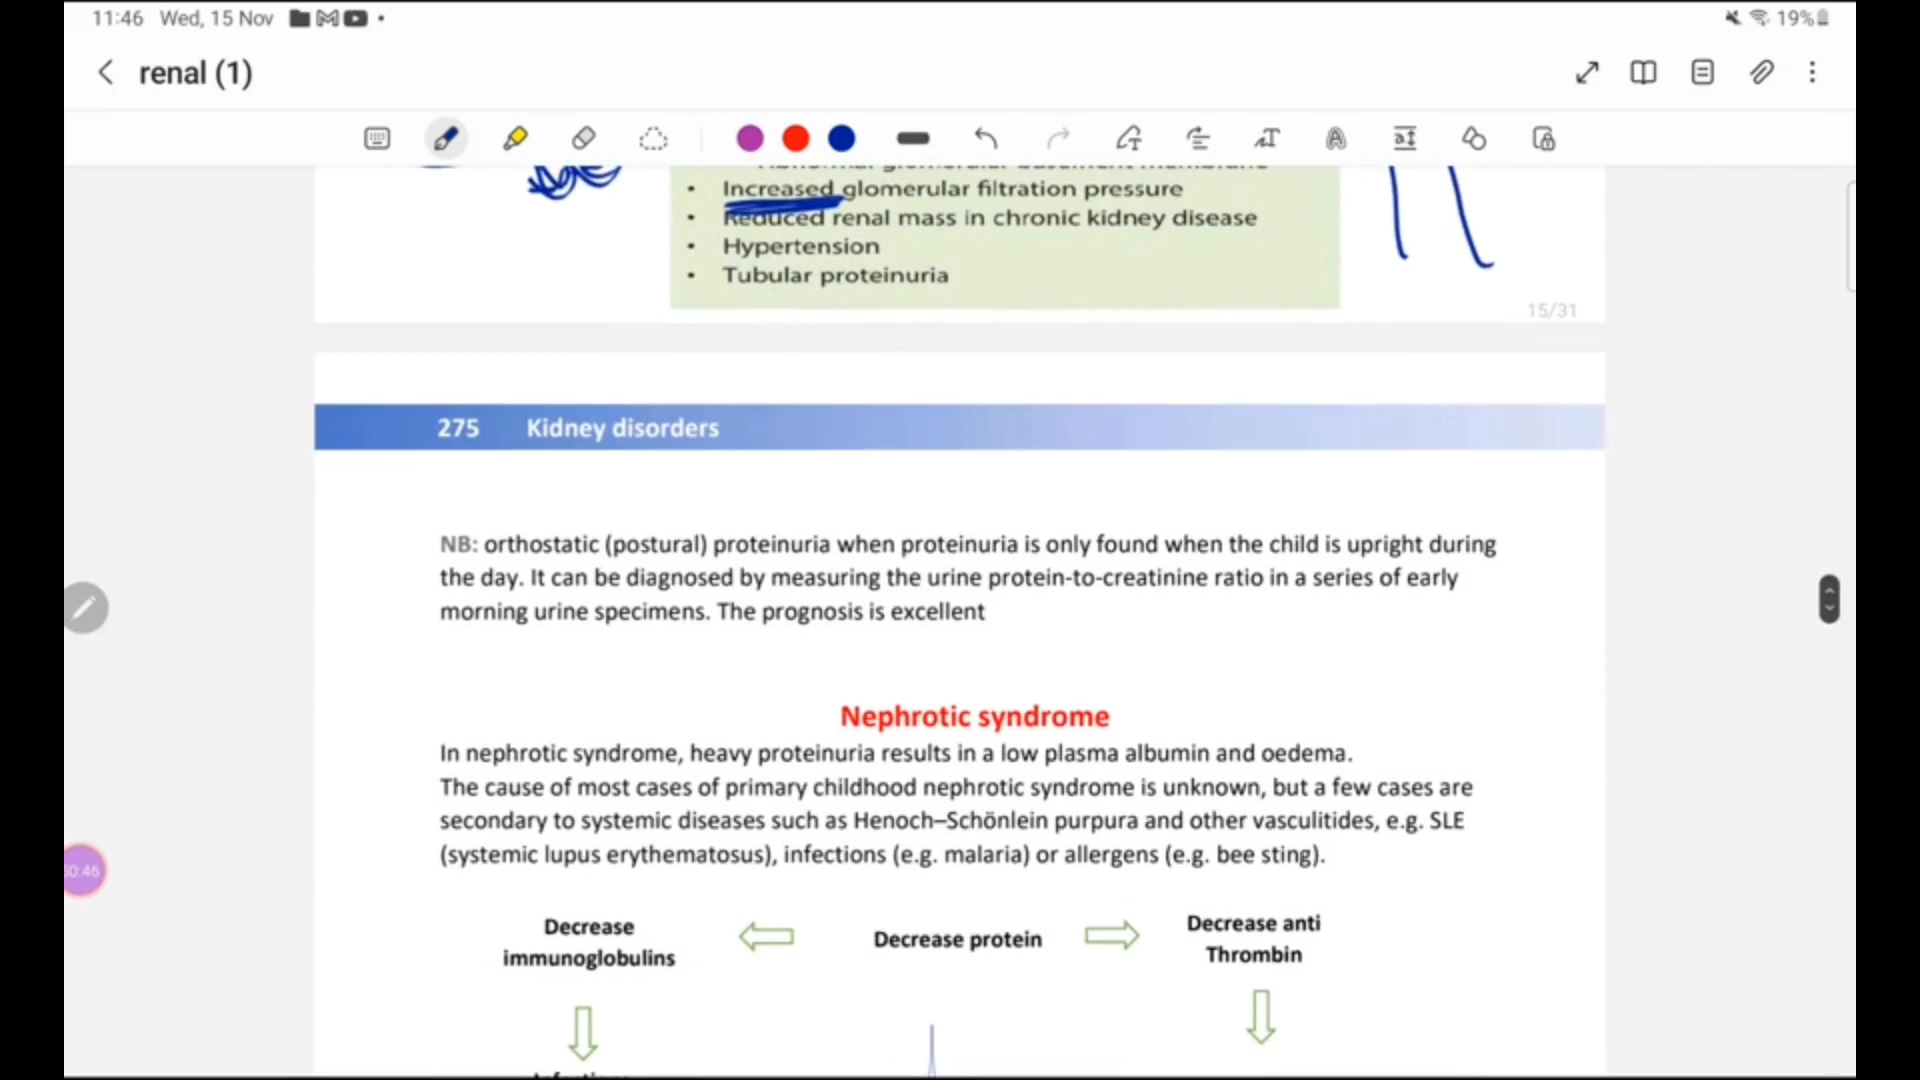 11:46 Wed, 15 Nov
19%
renal (1)
Abnormal glomerular basement membrane
• Increased glomerular filtration pressure
• Reduced renal mass in chronic kidney disease
• Hypertension
• Tubular proteinuria
15/31
275 Kidney disorders
NB: orthostatic (postural) proteinuria when proteinuria is only found when the child is upright during
the day. It can be diagnosed by measuring the urine protein-to-creatinine ratio in a series of early
morning urine specimens. The prognosis is excellent
Nephrotic syndrome
In nephrotic syndrome, heavy proteinuria results in a low plasma albumin and oedema.
The cause of most cases of primary childhood nephrotic syndrome is unknown, but a few cases are
secondary to systemic diseases such as Henoch–Schönlein purpura and other vasculitides, e.g. SLE
(systemic lupus erythematosus), infections (e.g. malaria) or allergens (e.g. bee sting).
Decrease
immunoglobulins
Decrease protein
Decrease anti
Thrombin